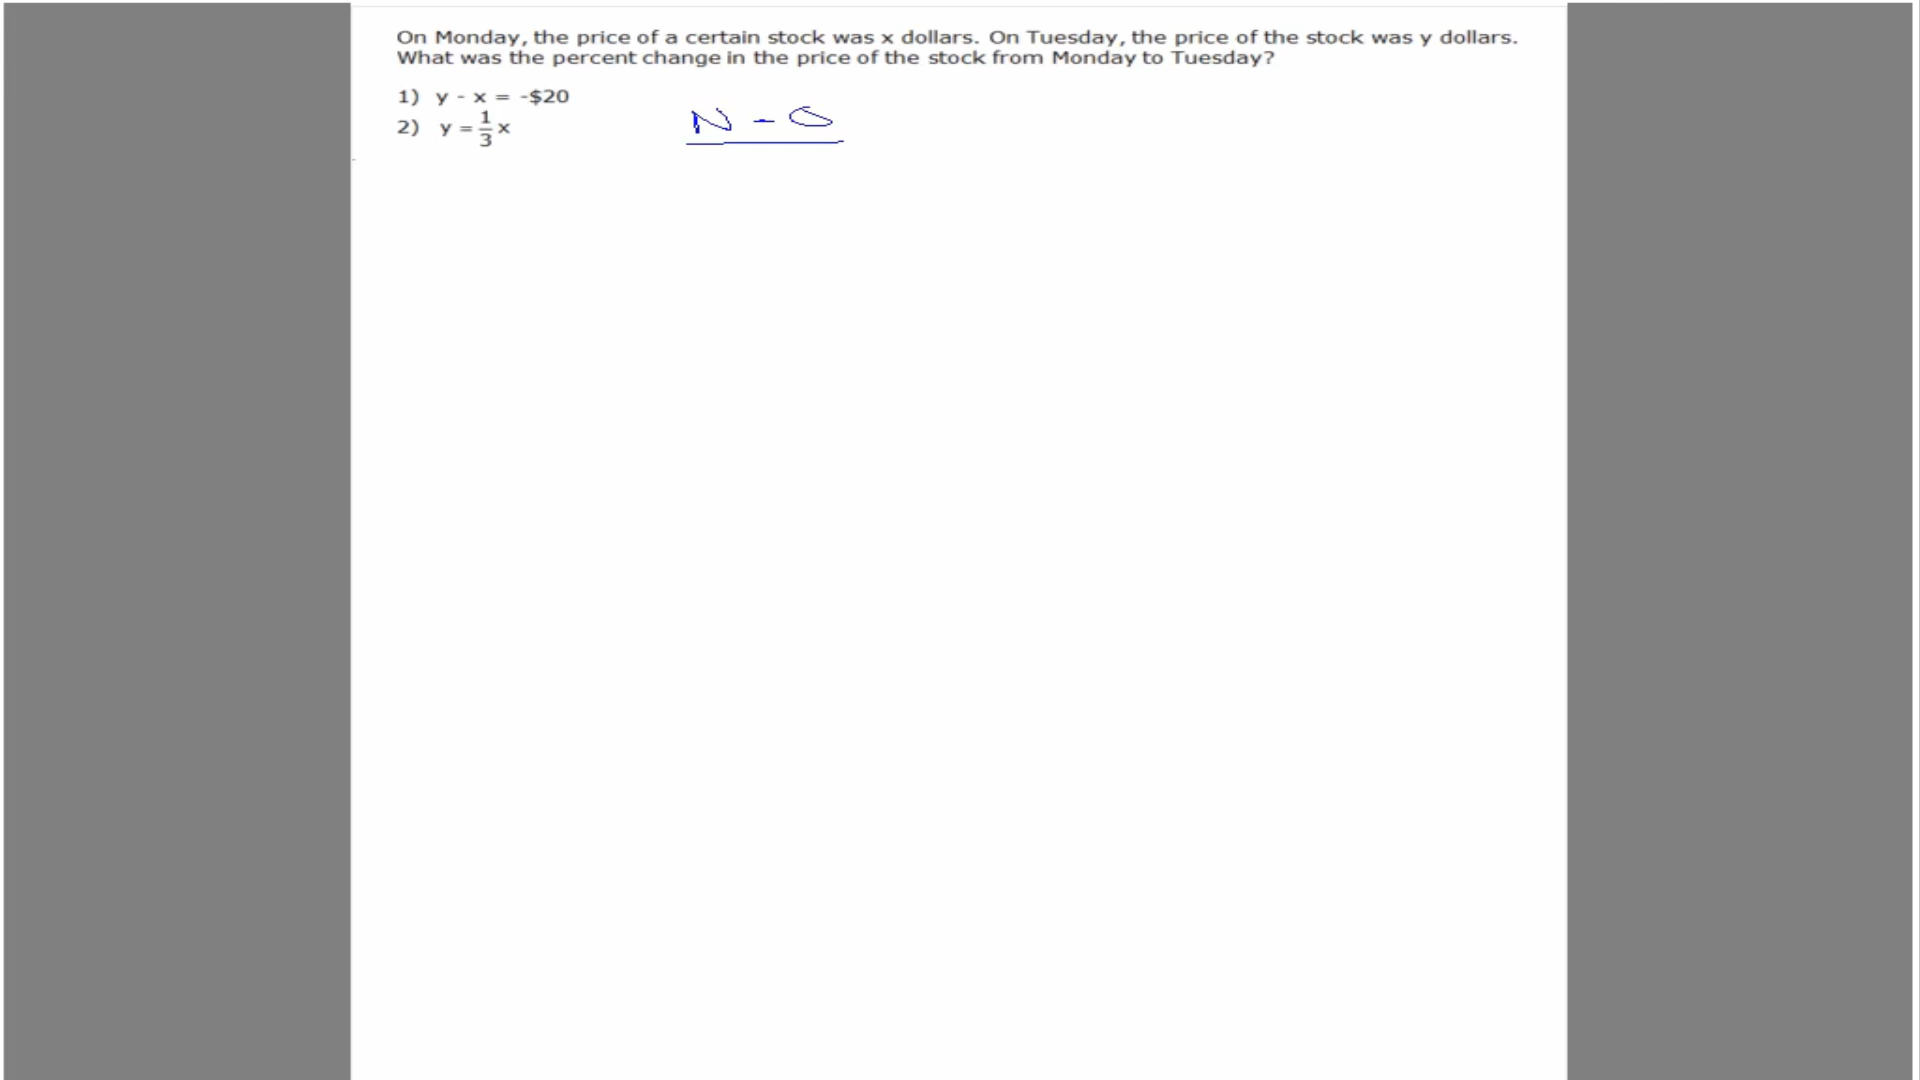 On Monday, the price of a certain stock was x dollars. On Tuesday, the price of the stock was y dollars.
What was the percent change in the price of the stock from Monday to Tuesday?
1) y - x = -$20
2) y = 1/3 x
N - O